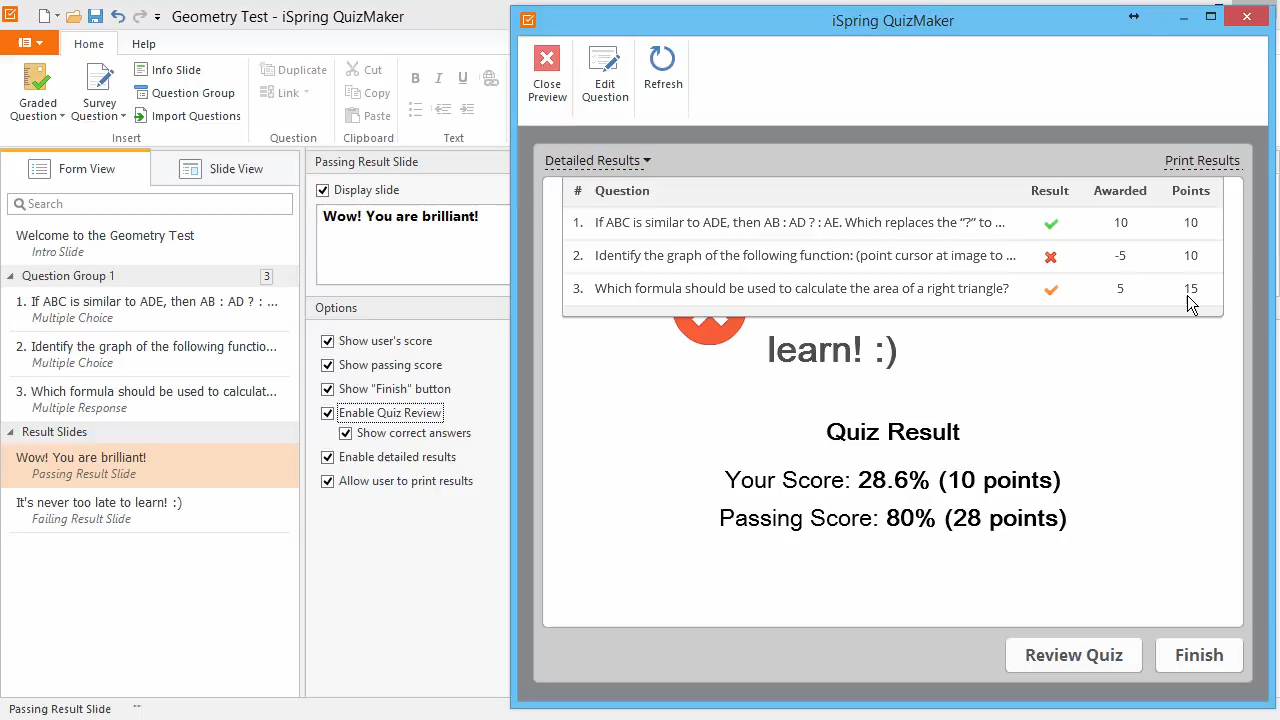 Geometry Test - iSpring QuizMaker
Home
Help
Graded Question
Survey Question
Info Slide
Question Group
Import Questions
Insert
Duplicate
Link
Question
Cut
Copy
Paste
Clipboard
B I U
Text
Form View
Slide View
Search
Welcome to the Geometry Test
Intro Slide
Question Group 1 3
1. If ABC is similar to ADE, then AB : AD ? : ...
Multiple Choice
2. Identify the graph of the following functio...
Multiple Choice
3. Which formula should be used to calculat...
Multiple Response
Result Slides
Wow! You are brilliant!
Passing Result Slide
It's never too late to learn! :)
Failing Result Slide
Passing Result Slide
Passing Result Slide
Display slide
Wow! You are brilliant!
Options
Show user's score
Show passing score
Show "Finish" button
Enable Quiz Review
Show correct answers
Enable detailed results
Allow user to print results
iSpring QuizMaker
Close Preview
Edit Question
Refresh
Detailed Results
Print Results
# Question Result Awarded Points
1. If ABC is similar to ADE, then AB : AD ? : AE. Which replaces the “?” to ... 10 10
2. Identify the graph of the following function: (point cursor at image to ... -5 10
3. Which formula should be used to calculate the area of a right triangle? 5 15
learn! :)
Quiz Result
Your Score: 28.6% (10 points)
Passing Score: 80% (28 points)
Review Quiz
Finish